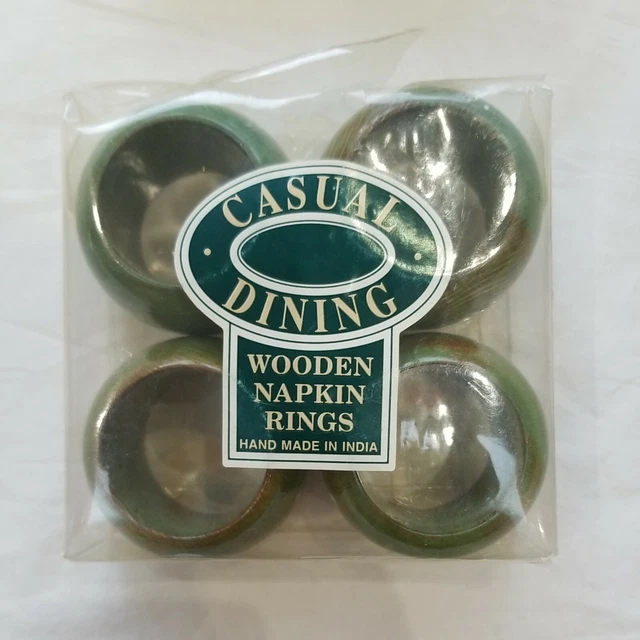 CASUAL
DINING
WOODEN
NAPKIN
RINGS
HAND MADE IN INDIA